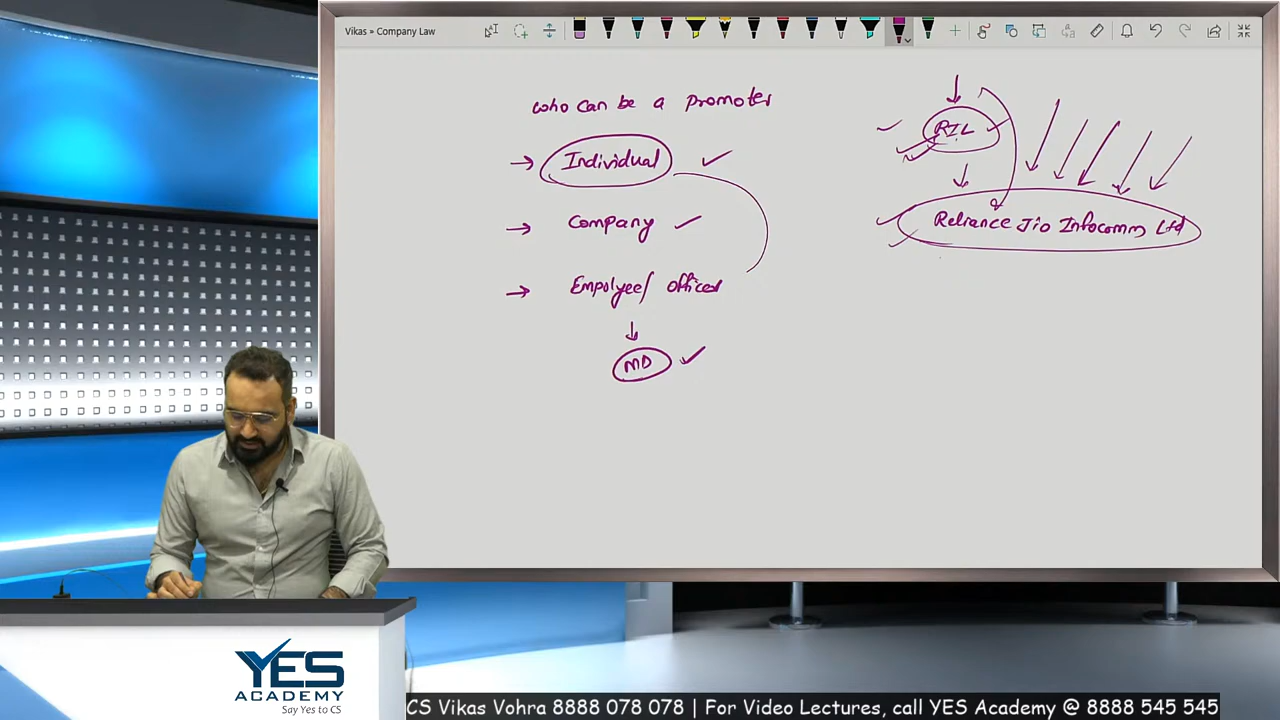 Vikas » Company Law
who can be a promoter
→ Individual ✓
→ Company ✓
→ Empolyee/ officer
↓
MD ✓
↓
RIL
↓
Reliance Jio Infocomm Ltd
YES
ACADEMY
Say Yes to CS
CS Vikas Vohra 8888 078 078 | For Video Lectures, call YES Academy @ 8888 545 545